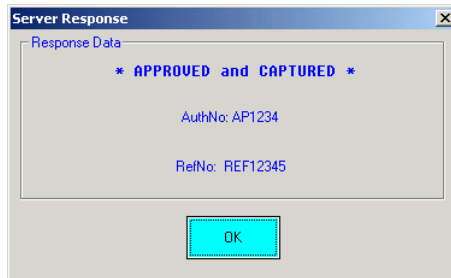 Server Response
Response Data
* APPROVED and CAPTURED *
AuthNo: AP1234
RefNo: REF12345
OK